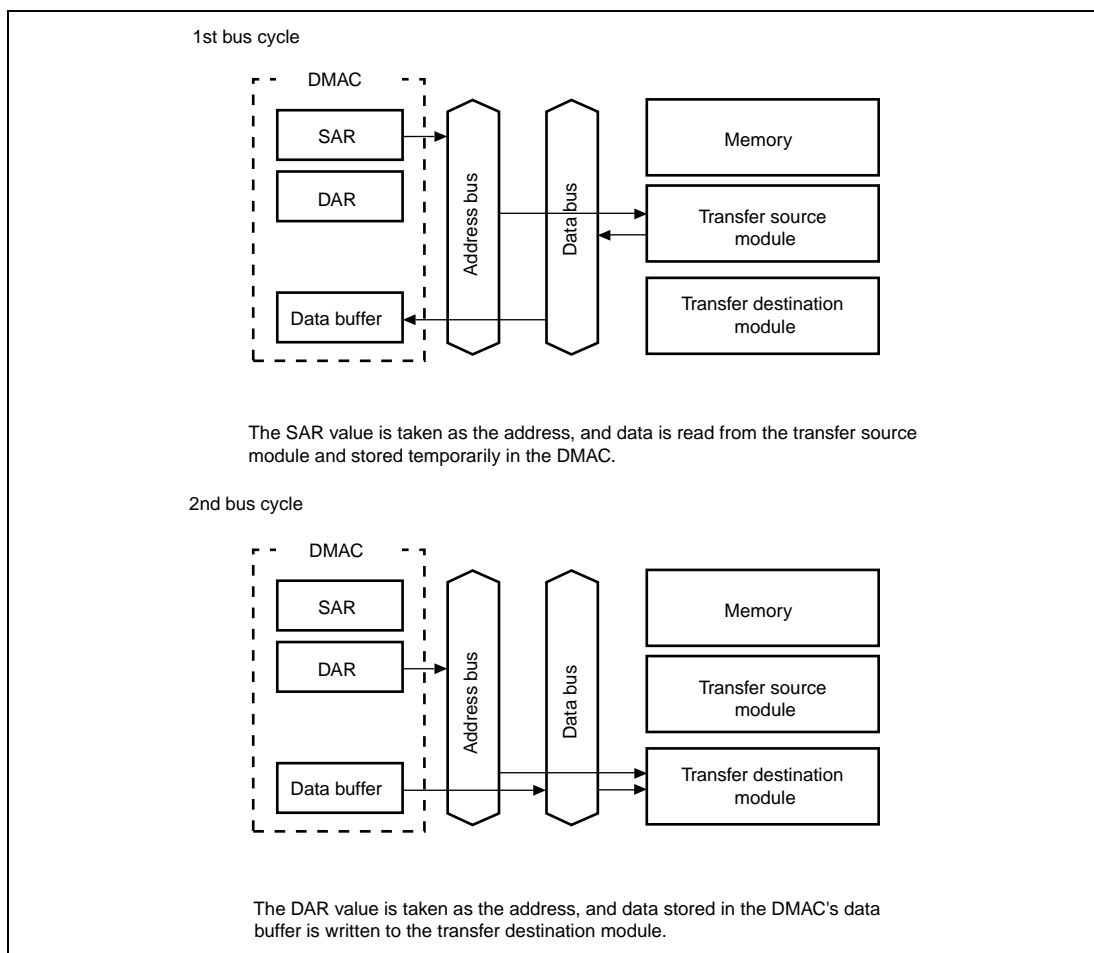 1st bus cycle
DMAC
SAR
DAR
Data buffer
Address bus
Data bus
Memory
Transfer source
module
Transfer destination
module
The SAR value is taken as the address, and data is read from the transfer source
module and stored temporarily in the DMAC.
2nd bus cycle
DMAC
SAR
DAR
Data buffer
Address bus
Data bus
Memory
Transfer source
module
Transfer destination
module
The DAR value is taken as the address, and data stored in the DMAC's data
buffer is written to the transfer destination module.